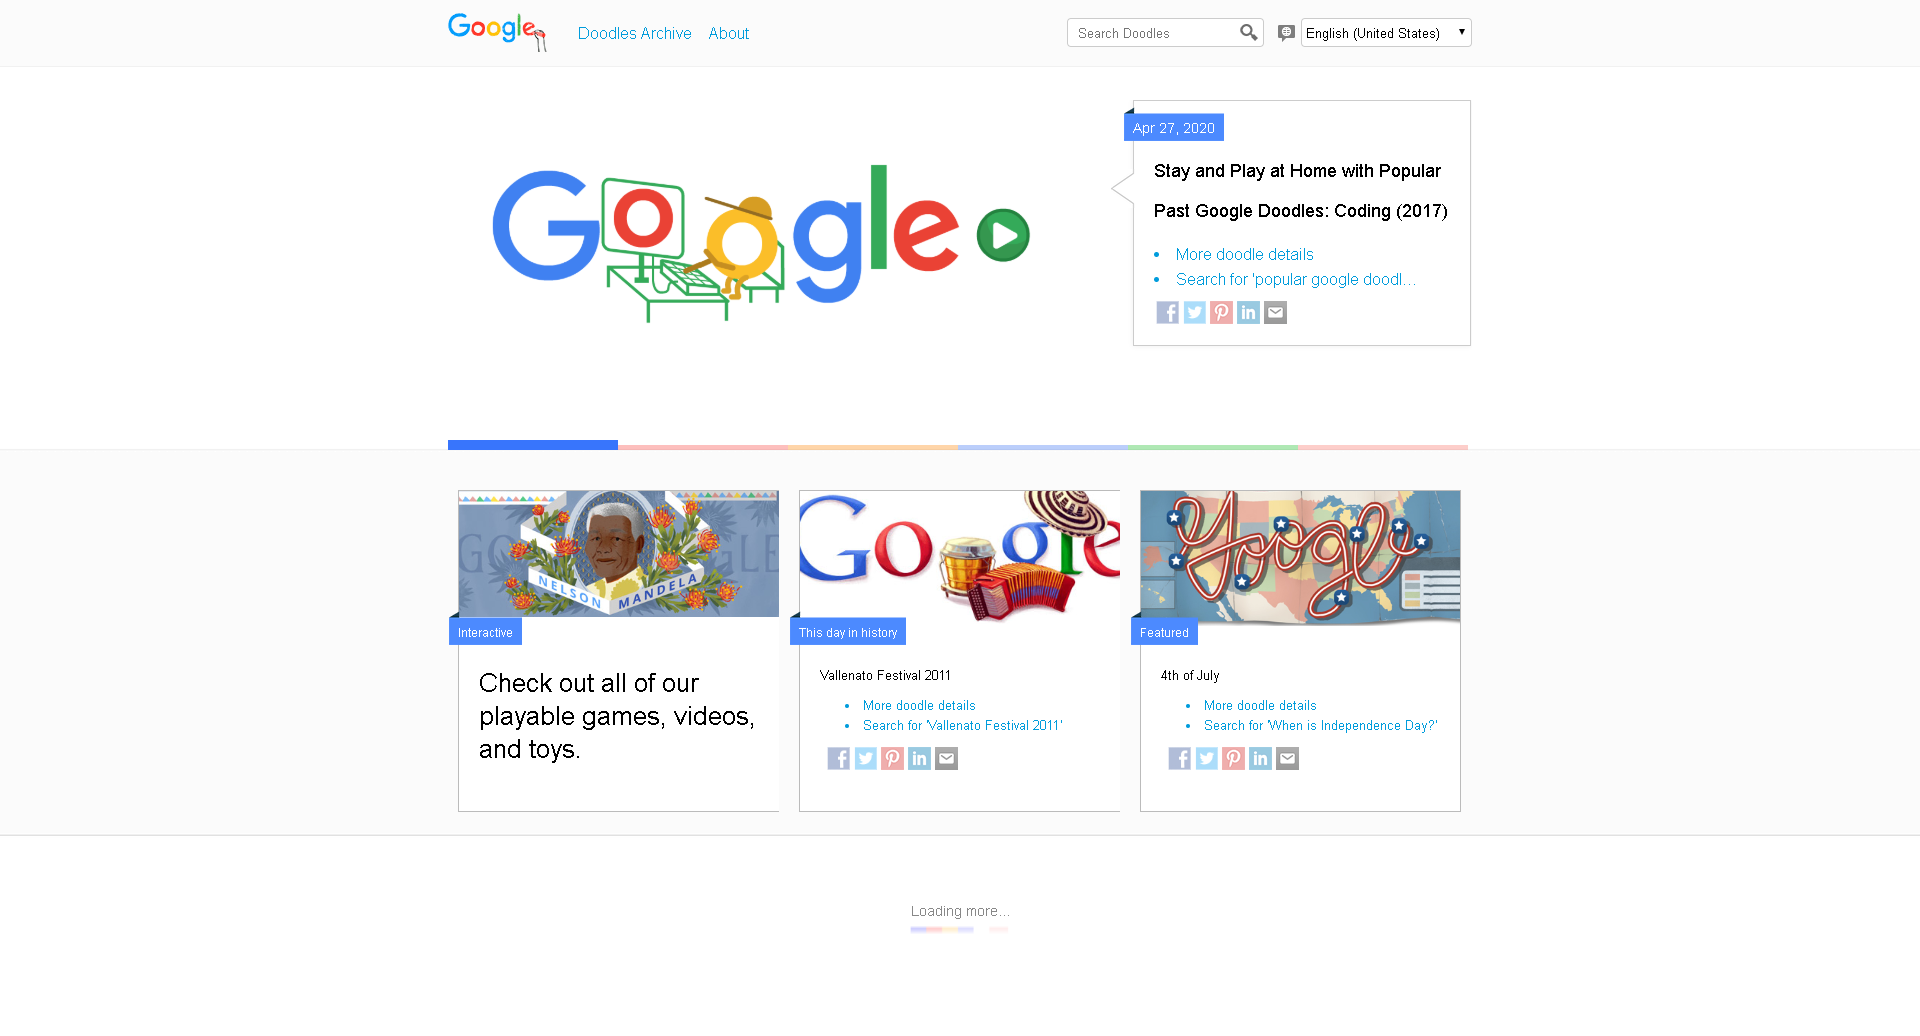 Google
Doodles Archive
About
Search Doodles
English (United States)
Google
Apr 27, 2020
Stay and Play at Home with Popular
Past Google Doodles: Coding (2017)
More doodle details
Search for 'popular google doodl...
GOOGLE
NELSON MANDELA
Interactive
Check out all of our
playable games, videos,
and toys.
Google
This day in history
Vallenato Festival 2011
More doodle details
Search for 'Vallenato Festival 2011'
Google
Featured
4th of July
More doodle details
Search for 'When is Independence Day?'
Loading more...